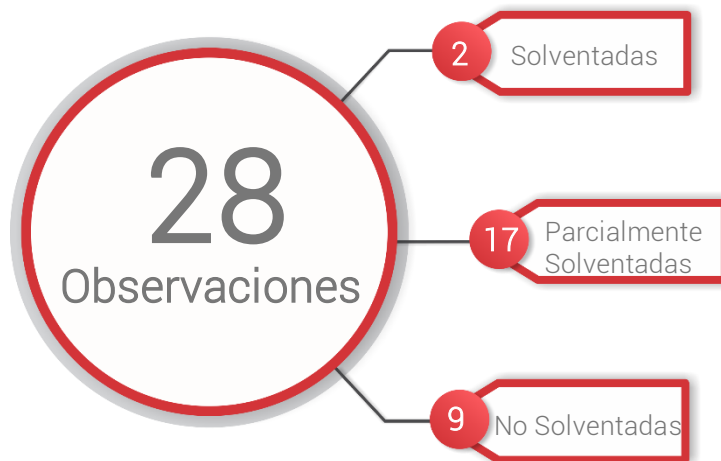 28
Observaciones
2
Solventadas
17
Parcialmente
Solventadas
9
No Solventadas